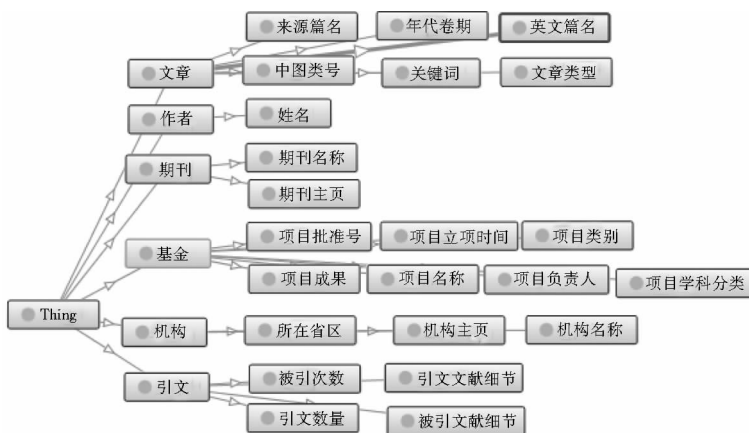 来源篇名 年代卷期 英文篇名
文章 中图类号 关键词 文章类型
作者 姓名
期刊 期刊名称
期刊主页
基金 项目批准号 项目立项时间 项目类别
项目成果 项目名称 项目负责人 项目学科分类
Thing
机构 所在省区 机构主页 机构名称
引文 被引次数 引文文献细节
引文数量 被引文献细节